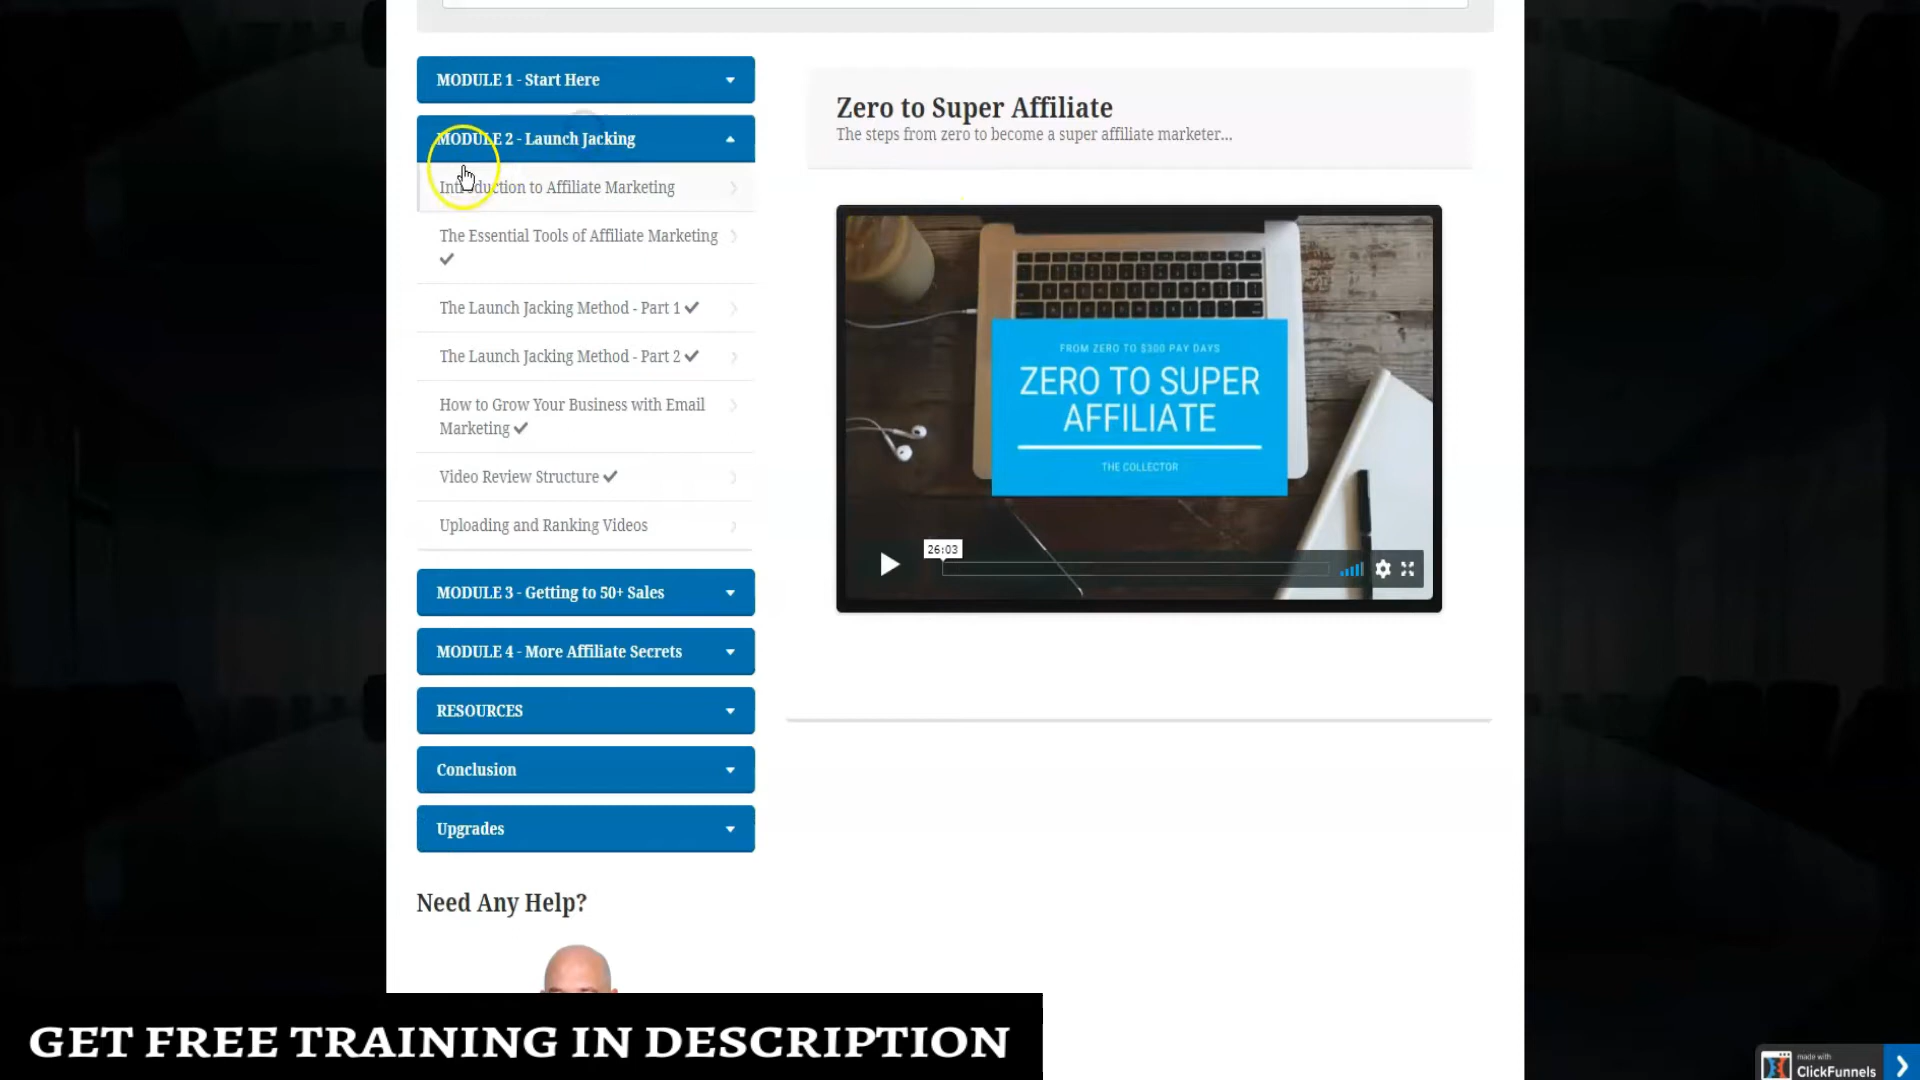 MODULE 1 - Start Here
MODULE 2 - Launch Jacking
Introduction to Affiliate Marketing
The Essential Tools of Affiliate Marketing
The Launch Jacking Method - Part 1
The Launch Jacking Method - Part 2
How to Grow Your Business with Email
Marketing
Video Review Structure
Uploading and Ranking Videos
MODULE 3 - Getting to 50+ Sales
MODULE 4 - More Affiliate Secrets
RESOURCES
Conclusion
Upgrades
Need Any Help?
Zero to Super Affiliate
The steps from zero to become a super affiliate marketer...
FROM ZERO TO $300 PAY DAYS
ZERO TO SUPER
AFFILIATE
THE COLLECTOR
26:03
GET FREE TRAINING IN DESCRIPTION
made with
ClickFunnels